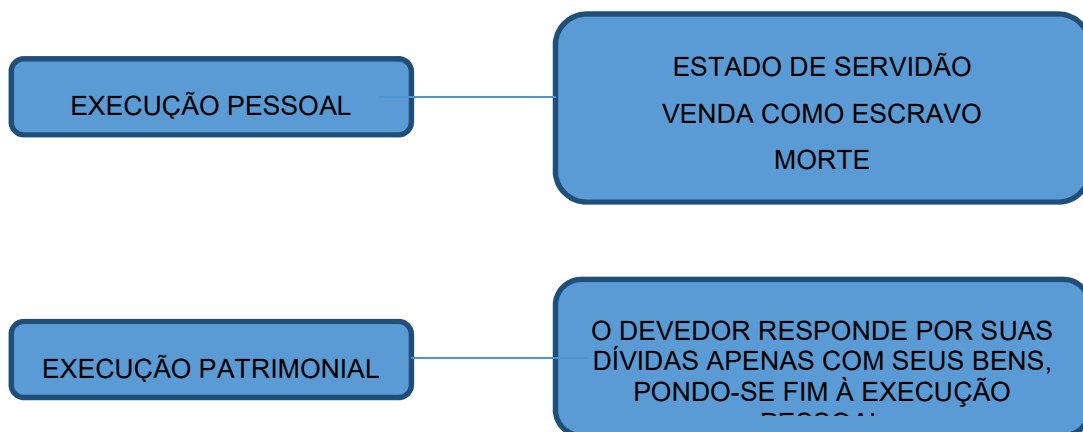 EXECUÇÃO PESSOAL
ESTADO DE SERVIDÃO
VENDA COMO ESCRAVO
MORTE
EXECUÇÃO PATRIMONIAL
O DEVEDOR RESPONDE POR SUAS
DÍVIDAS APENAS COM SEUS BENS,
PONDO-SE FIM À EXECUÇÃO